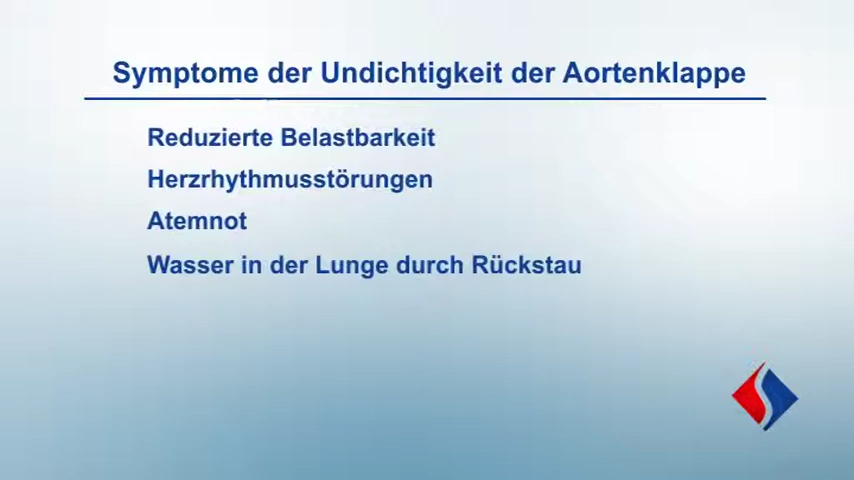 Symptome der Undichtigkeit der Aortenklappe
Reduzierte Belastbarkeit
Herzrhythmusstörungen
Atemnot
Wasser in der Lunge durch Rückstau